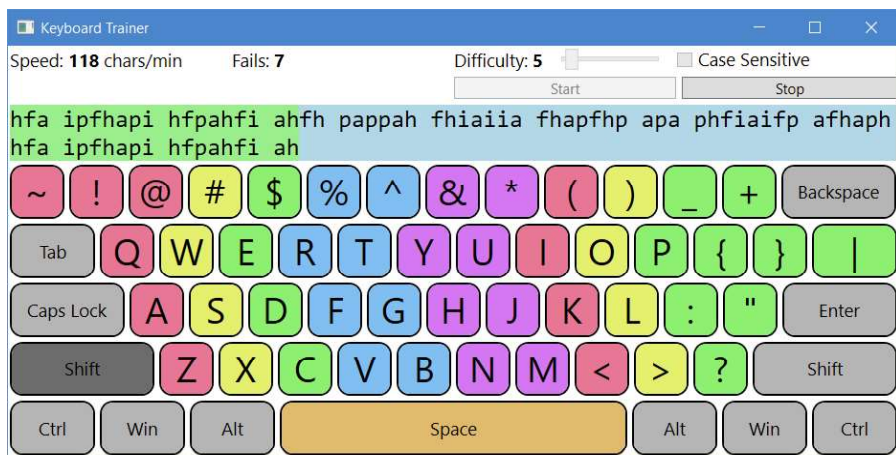 Keyboard Trainer
Speed: 118 chars/min Fails: 7 Difficulty: 5 Case Sensitive
Start Stop
hfa ipfhapi hfpahfi ahfh pappah fhiaiia fhapfhp apa phfiaifp afhaph
hfa ipfhapi hfpahfi ah
~ ! @ # $ % ^ & * ( ) _ + Backspace
Tab Q W E R T Y U I O P { } |
Caps Lock A S D F G H J K L : " Enter
Shift Z X C V B N M < > ? Shift
Ctrl Win Alt Space Alt Win Ctrl